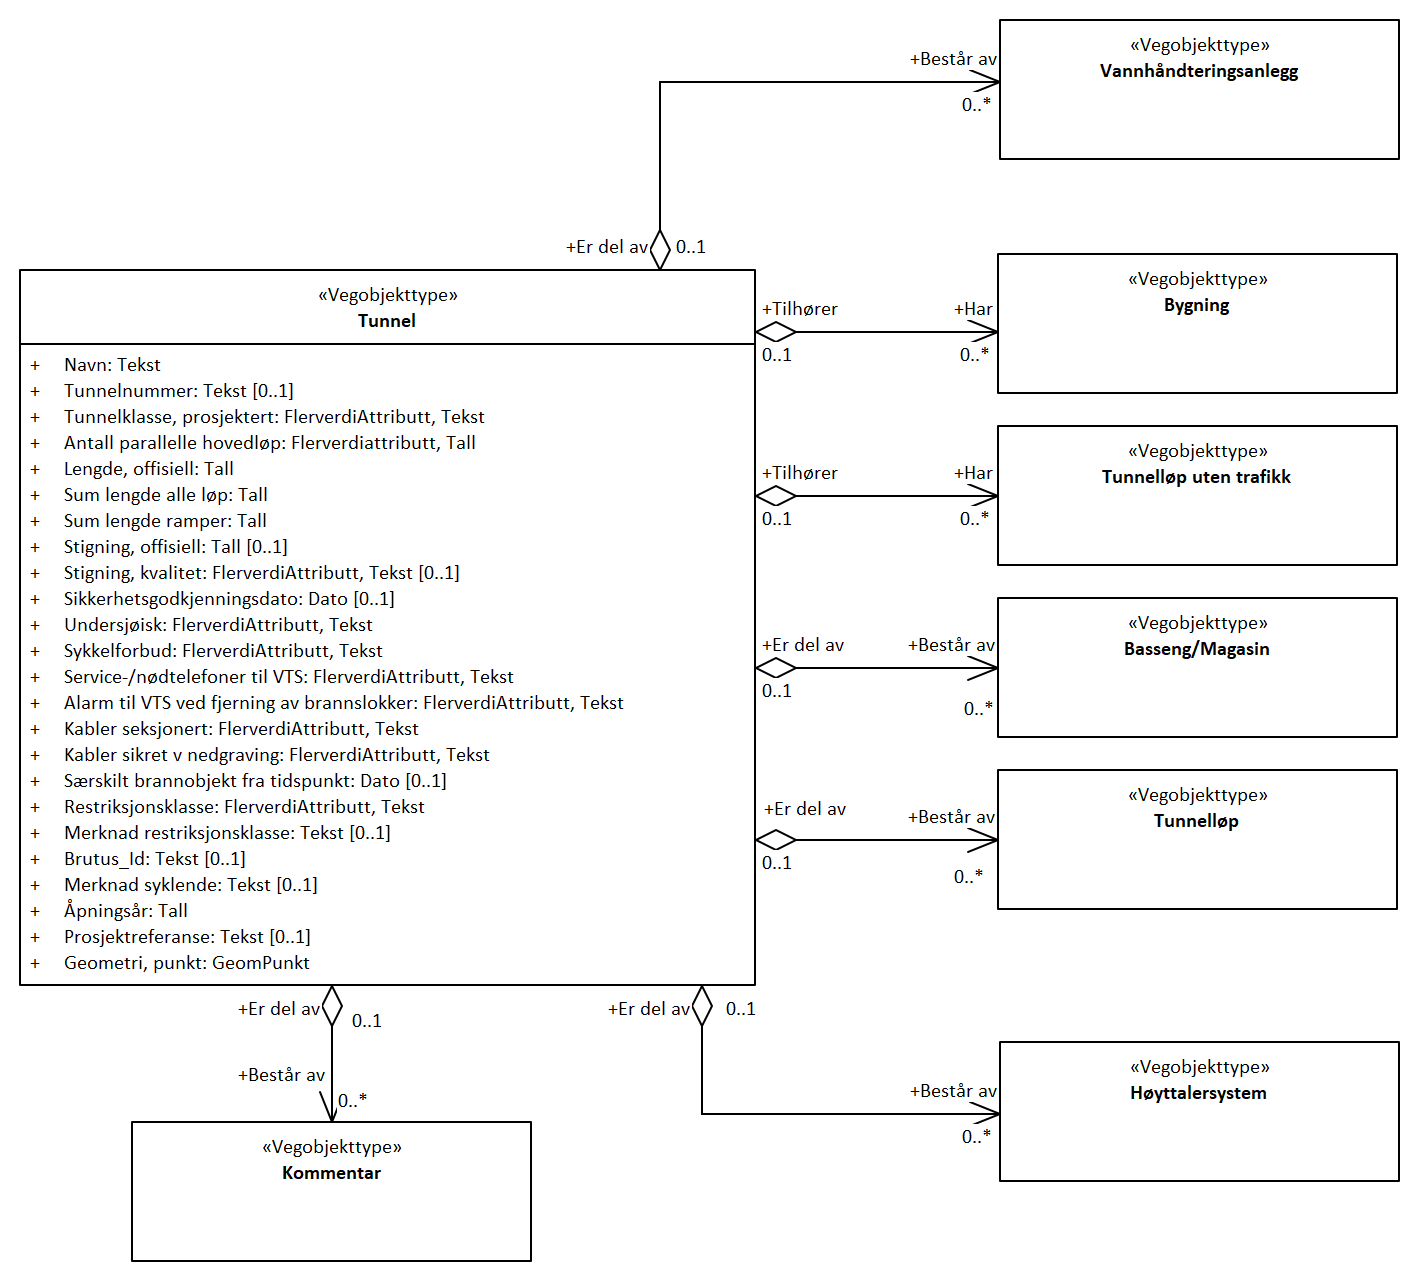 +Består av
0..*
«Vegobjekttype»
Vannhåndteringsanlegg
+Er del av
0..1
«Vegobjekttype»
Tunnel
+ Navn: Tekst
+ Tunnelnummer: Tekst [0..1]
+ Tunnelklasse, prosjektert: FlerverdiAttributt, Tekst
+ Antall parallelle hovedløp: Flerverdiattributt, Tall
+ Lengde, offisiell: Tall
+ Sum lengde alle løp: Tall
+ Sum lengde ramper: Tall
+ Stigning, offisiell: Tall [0..1]
+ Stigning, kvalitet: FlerverdiAttributt, Tekst [0..1]
+ Sikkerhetsgodkjenningsdato: Dato [0..1]
+ Undersjøisk: FlerverdiAttributt, Tekst
+ Sykkelforbud: FlerverdiAttributt, Tekst
+ Service-/nødtelefoner til VTS: FlerverdiAttributt, Tekst
+ Alarm til VTS ved fjerning av brannslokker: FlerverdiAttributt, Tekst
+ Kabler seksjonert: FlerverdiAttributt, Tekst
+ Kabler sikret v nedgraving: FlerverdiAttributt, Tekst
+ Særskilt brannobjekt fra tidspunkt: Dato [0..1]
+ Restriksjonsklasse: FlerverdiAttributt, Tekst
+ Merknad restriksjonsklasse: Tekst [0..1]
+ Brutus_Id: Tekst [0..1]
+ Merknad syklende: Tekst [0..1]
+ Åpningsår: Tall
+ Prosjektreferanse: Tekst [0..1]
+ Geometri, punkt: GeomPunkt
+Tilhører
0..1
+Har
0..*
«Vegobjekttype»
Bygning
+Tilhører
0..1
+Har
0..*
«Vegobjekttype»
Tunnelløp uten trafikk
+Er del av
0..1
+Består av
0..*
«Vegobjekttype»
Basseng/Magasin
+Er del av
0..1
+Består av
0..*
«Vegobjekttype»
Tunnelløp
+Er del av
0..1
+Består av
0..*
«Vegobjekttype»
Kommentar
+Er del av
0..1
+Består av
0..*
«Vegobjekttype»
Høyttalersystem